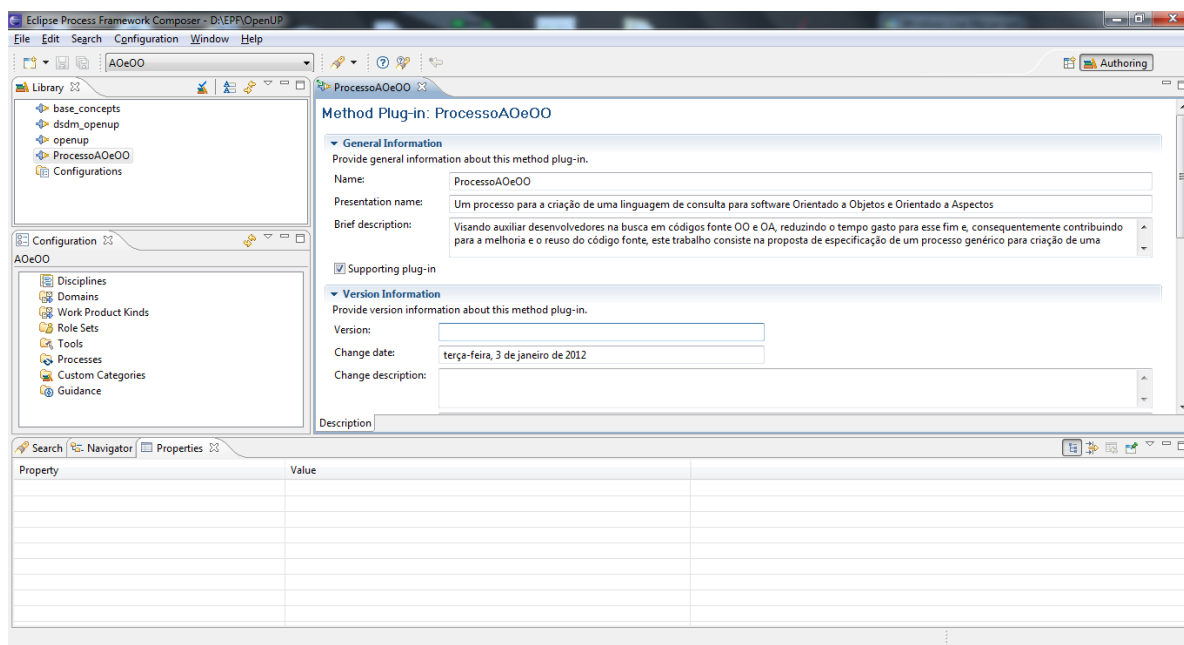 Eclipse Process Framework Composer - D:\EPF\OpenUP
File Edit Search Configuration Window Help
AOeOO
Authoring
Library
base_concepts
dsdm_openup
openup
ProcessoAOeOO
Configurations
Configuration
AOeOO
Disciplines
Domains
Work Product Kinds
Role Sets
Tools
Processes
Custom Categories
Guidance
ProcessoAOeOO
Method Plug-in: ProcessoAOeOO
General Information
Provide general information about this method plug-in.
Name: ProcessoAOeOO
Presentation name: Um processo para a criação de uma linguagem de consulta para software Orientado a Objetos e Orientado a Aspectos
Brief description: Visando auxiliar desenvolvedores na busca em códigos fonte OO e OA, reduzindo o tempo gasto para esse fim e, consequentemente contribuindo
para a melhoria e o reuso do código fonte, este trabalho consiste na proposta de especificação de um processo genérico para criação de uma
Supporting plug-in
Version Information
Provide version information about this method plug-in.
Version:
Change date: terça-feira, 3 de janeiro de 2012
Change description:
Description
Search Navigator Properties
Property Value